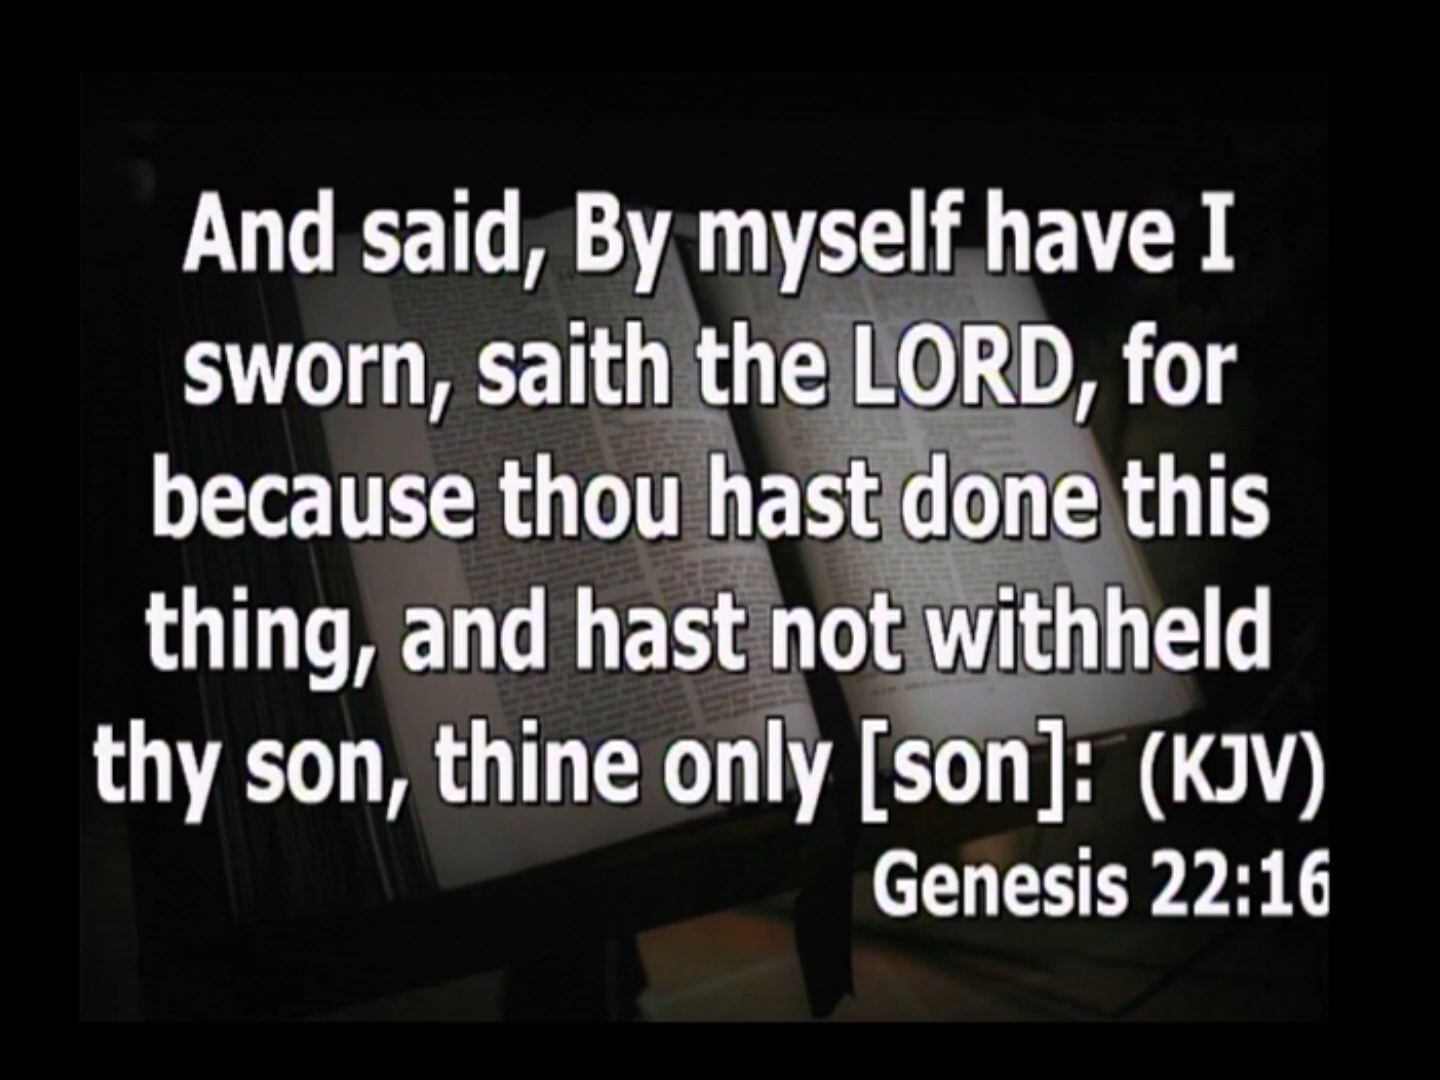 And said, By myself have I
sworn, saith the LORD, for
because thou hast done this
thing, and hast not withheld
thy son, thine only [son]: (KJV)
Genesis 22:16